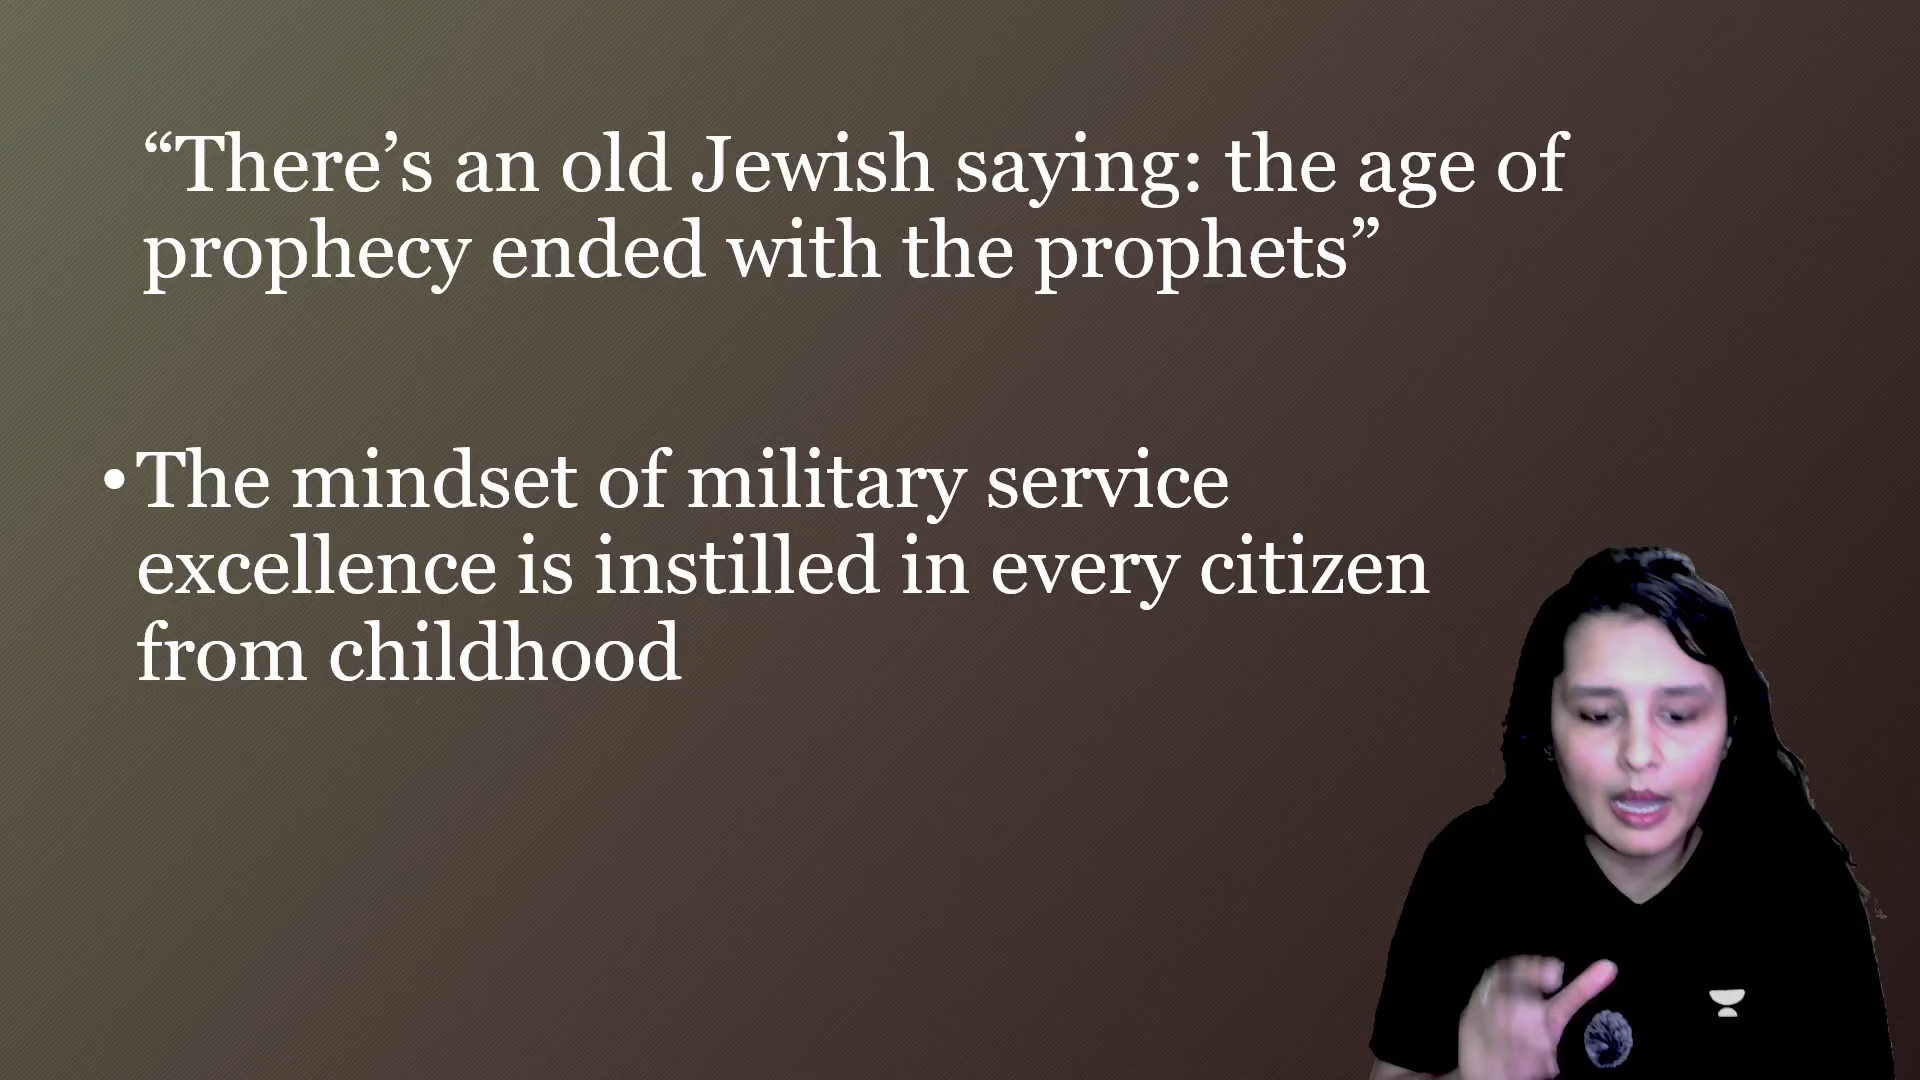 “There’s an old Jewish saying: the age of
prophecy ended with the prophets”
•The mindset of military service
excellence is instilled in every citizen
from childhood